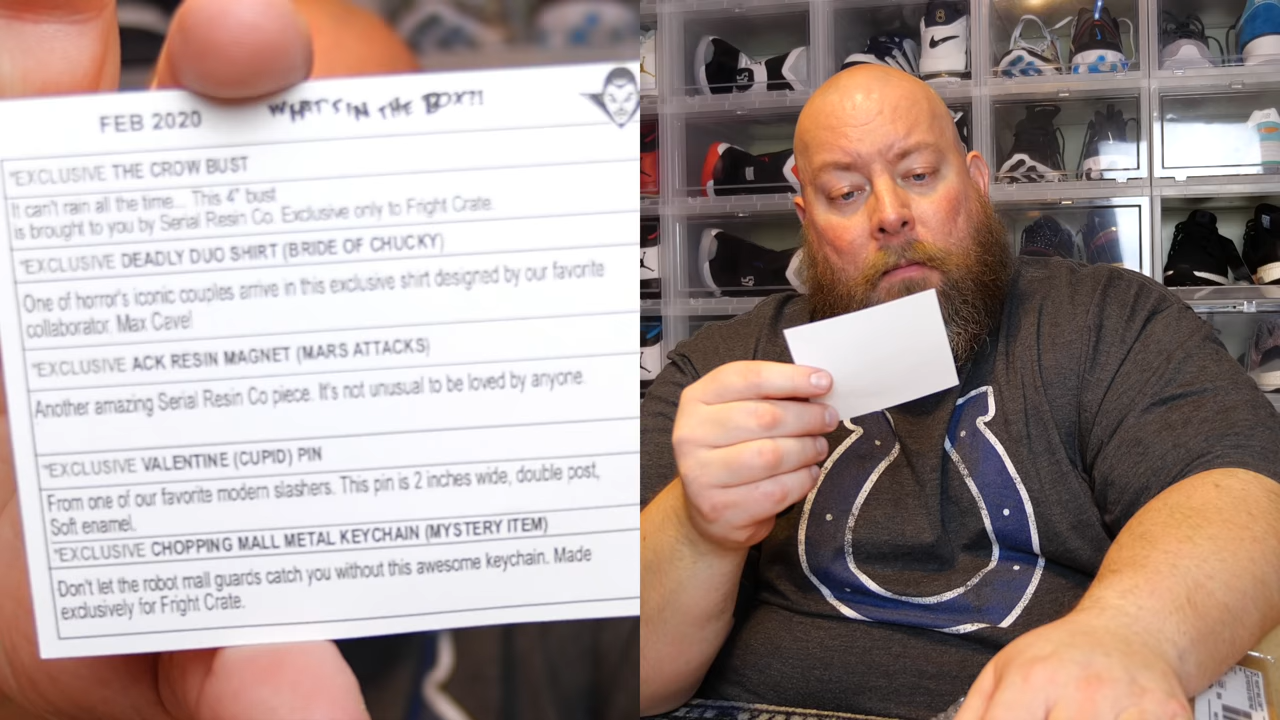 FEB 2020 WHAT'S IN THE BOX?!
*EXCLUSIVE THE CROW BUST
It can't rain all the time... This 4" bust
is brought to you by Serial Resin Co. Exclusive only to Fright Crate.
*EXCLUSIVE DEADLY DUO SHIRT (BRIDE OF CHUCKY)
One of horror's iconic couples arrive in this exclusive shirt designed by our favorite
collaborator. Max Cave!
*EXCLUSIVE ACK RESIN MAGNET (MARS ATTACKS)
Another amazing Serial Resin Co piece. It's not unusual to be loved by anyone.
*EXCLUSIVE VALENTINE (CUPID) PIN
From one of our favorite modern slashers. This pin is 2 inches wide, double post,
Soft enamel.
*EXCLUSIVE CHOPPING MALL METAL KEYCHAIN (MYSTERY ITEM)
Don't let the robot mall guards catch you without this awesome keychain. Made
exclusively for Fright Crate.
8